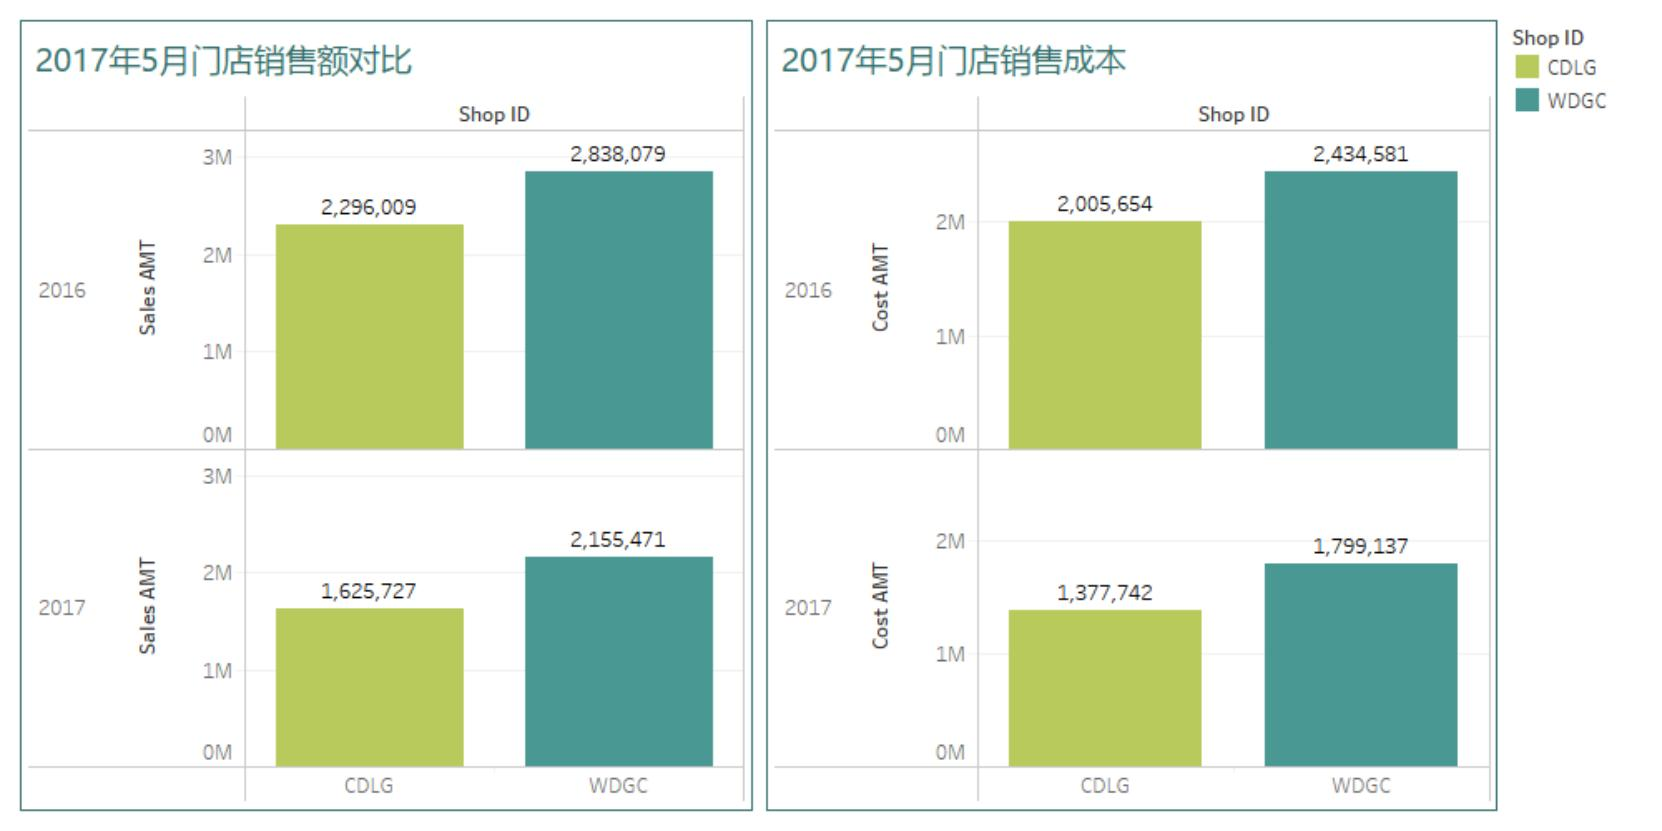 2017年5月门店销售额对比
Shop ID
3M
2,838,079
2,296,009
2M
2016
Sales AMT
1M
0M
3M
2,155,471
2M
1,625,727
2017
Sales AMT
1M
0M
CDLG
WDGC
2017年5月门店销售成本
Shop ID
2,434,581
2,005,654
2M
2016
Cost AMT
1M
0M
2M
1,799,137
1,377,742
2017
Cost AMT
1M
0M
CDLG
WDGC
Shop ID
CDLG
WDGC